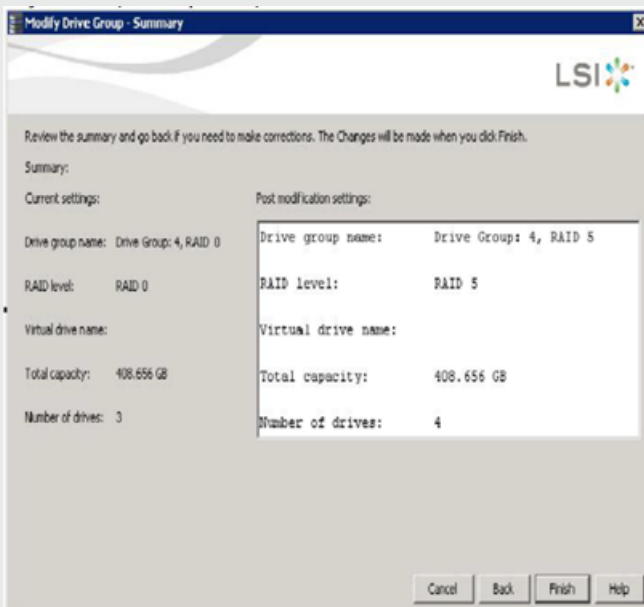 Modify Drive Group - Summary
LSI
Review the summary and go back if you need to make corrections. The Changes will be made when you click Finish.
Summary:
Current settings:
Post modification settings:
Drive group name: Drive Group: 4, RAID 0
RAID level: RAID 0
Virtual drive name:
Total capacity: 408.656 GB
Number of drives: 3
Drive group name: Drive Group: 4, RAID 5
RAID level: RAID 5
Virtual drive name:
Total capacity: 408.656 GB
Number of drives: 4
Cancel
Back
Finish
Help